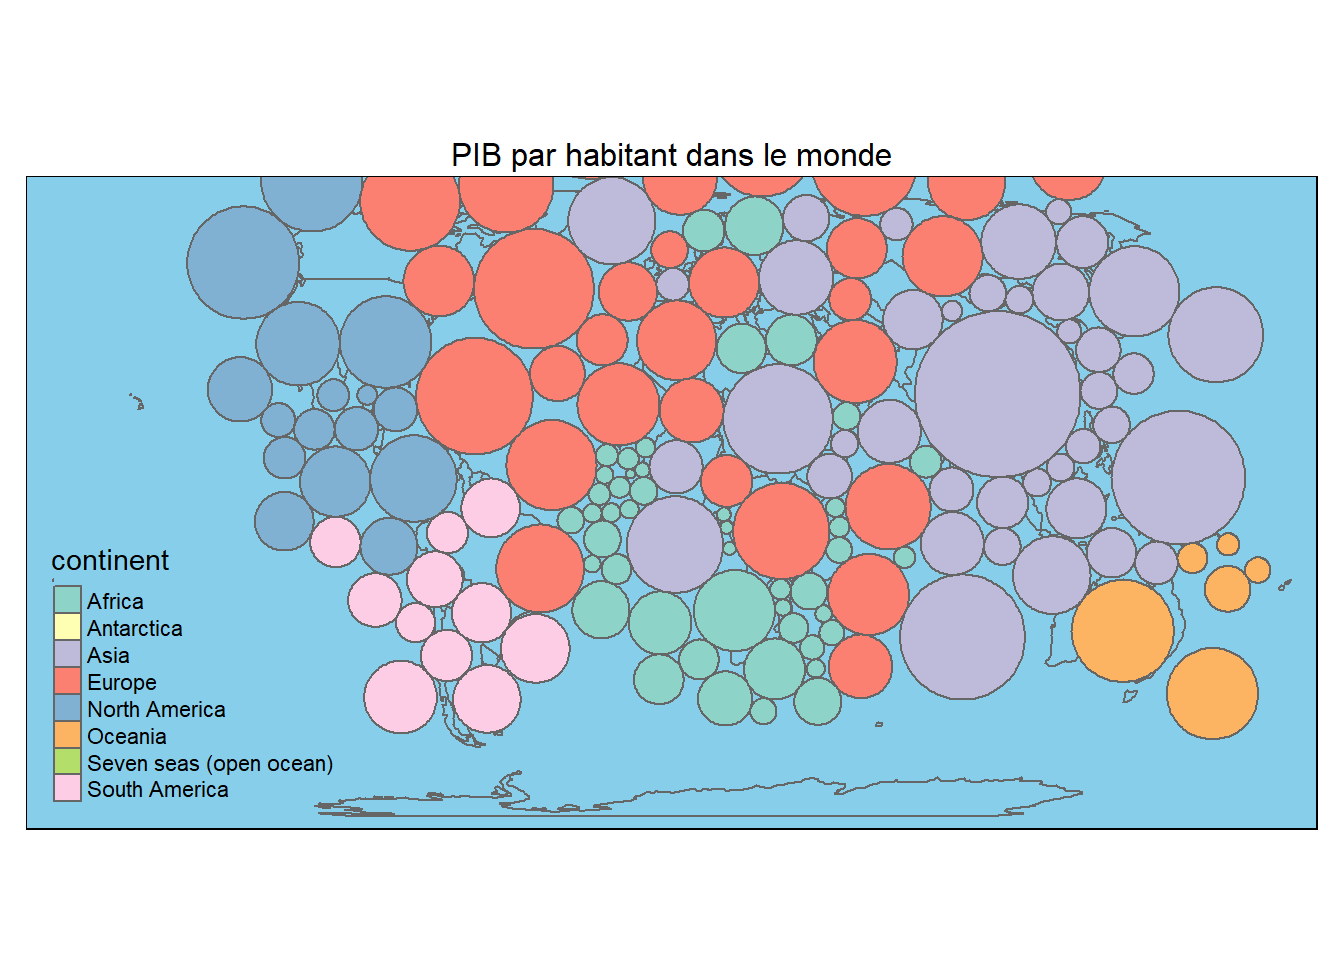 PIB par habitant dans le monde
continent
Africa
Antarctica
Asia
Europe
North America
Oceania
Seven seas (open ocean)
South America